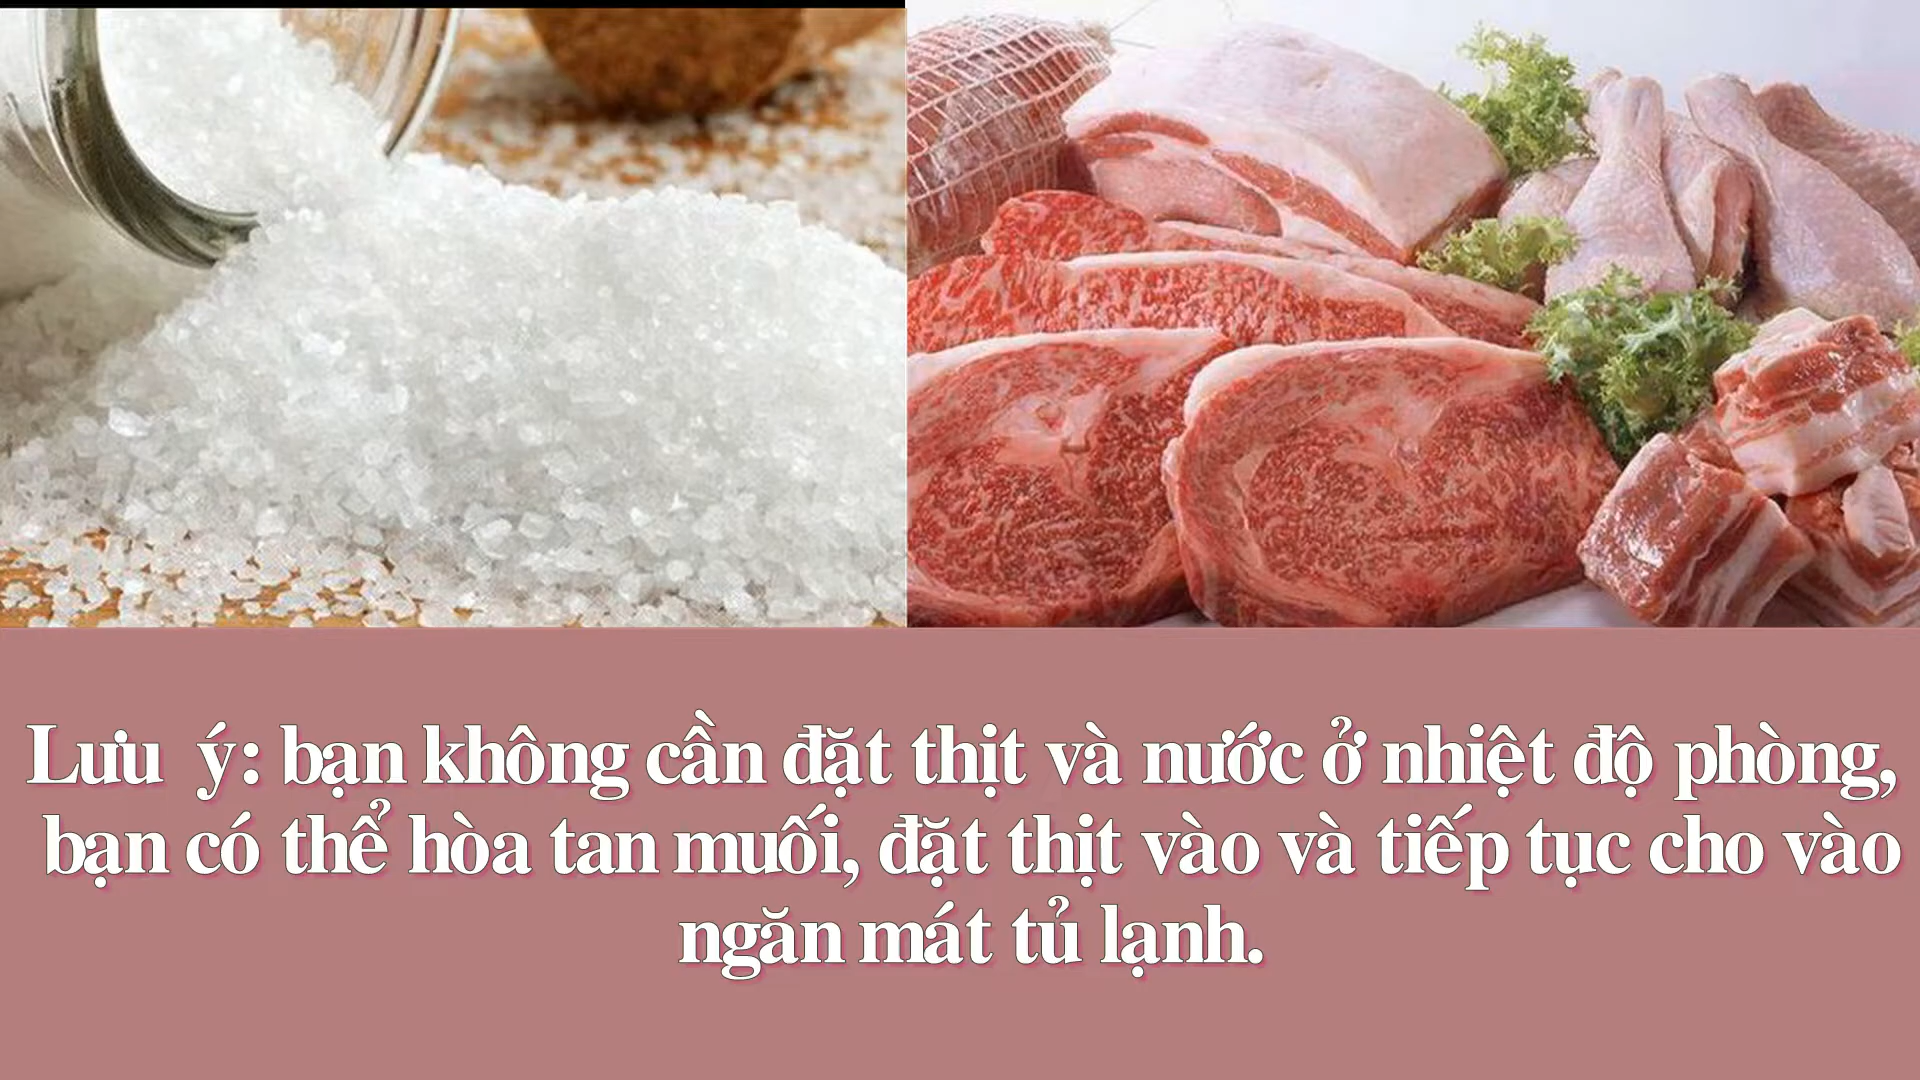 Lưu ý: bạn không cần đặt thịt và nước ở nhiệt độ phòng,
bạn có thể hòa tan muối, đặt thịt vào và tiếp tục cho vào
ngăn mát tủ lạnh.